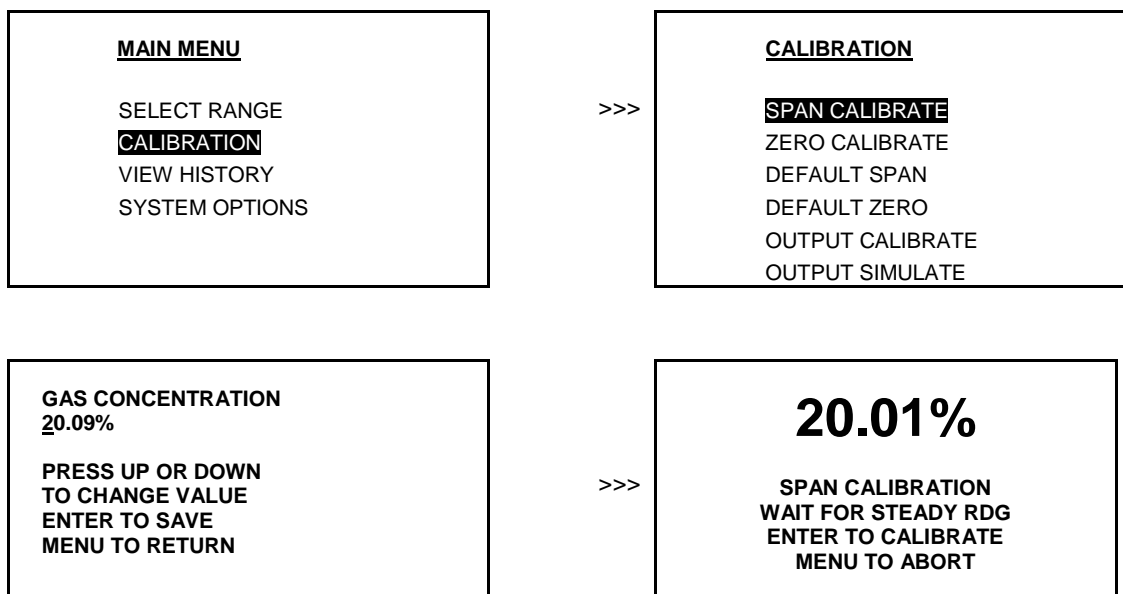 MAIN MENU
SELECT RANGE
CALIBRATION
VIEW HISTORY
SYSTEM OPTIONS
>>>
CALIBRATION
SPAN CALIBRATE
ZERO CALIBRATE
DEFAULT SPAN
DEFAULT ZERO
OUTPUT CALIBRATE
OUTPUT SIMULATE
GAS CONCENTRATION
20.09%
PRESS UP OR DOWN
TO CHANGE VALUE
ENTER TO SAVE
MENU TO RETURN
>>>
20.01%
SPAN CALIBRATION
WAIT FOR STEADY RDG
ENTER TO CALIBRATE
MENU TO ABORT